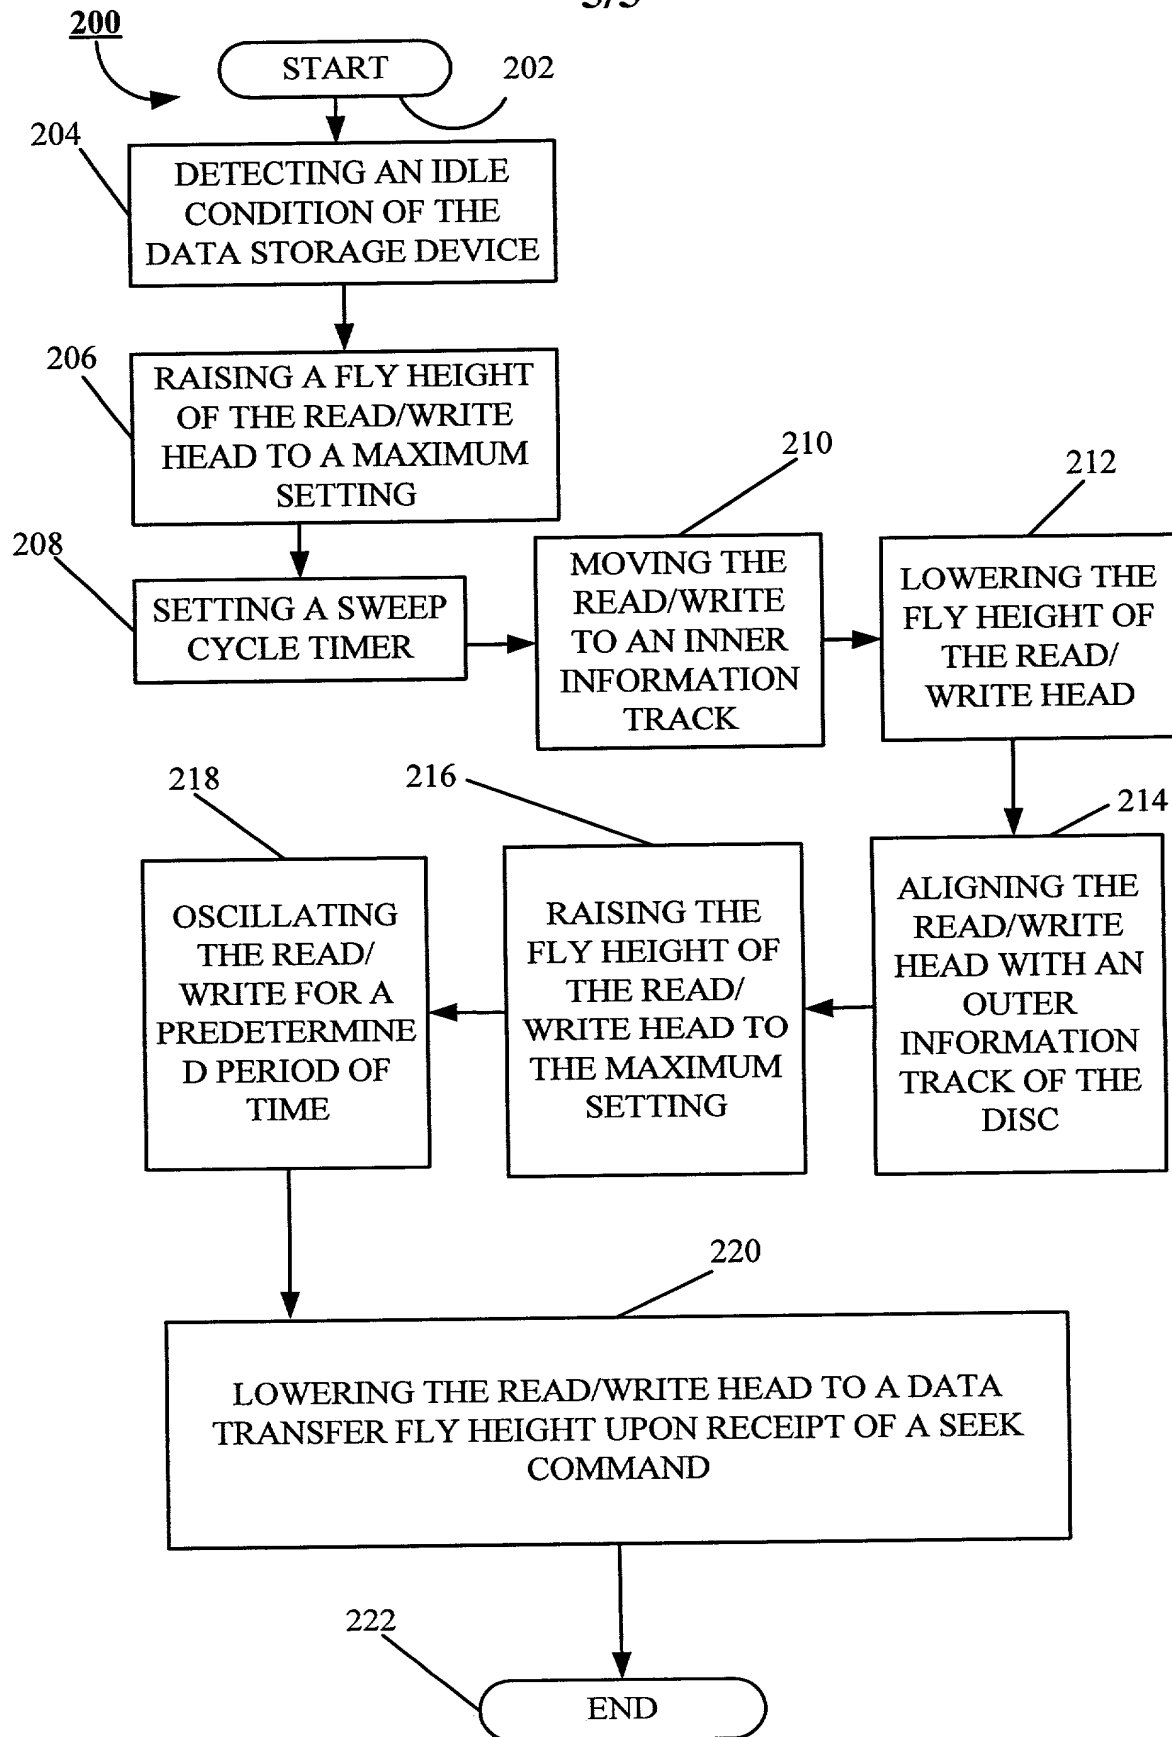 200
START
202
204
DETECTING AN IDLE
CONDITION OF THE
DATA STORAGE DEVICE
206
RAISING A FLY HEIGHT
OF THE READ/WRITE
HEAD TO A MAXIMUM
SETTING
208
SETTING A SWEEP
CYCLE TIMER
210
MOVING THE
READ/WRITE
TO AN INNER
INFORMATION
TRACK
212
LOWERING THE
FLY HEIGHT OF
THE READ/
WRITE HEAD
214
ALIGNING THE
READ/WRITE
HEAD WITH AN
OUTER
INFORMATION
TRACK OF THE
DISC
216
RAISING THE
FLY HEIGHT OF
THE READ/
WRITE HEAD TO
THE MAXIMUM
SETTING
218
OSCILLATING
THE READ/
WRITE FOR A
PREDETERMINE
D PERIOD OF
TIME
220
LOWERING THE READ/WRITE HEAD TO A DATA
TRANSFER FLY HEIGHT UPON RECEIPT OF A SEEK
COMMAND
222
END